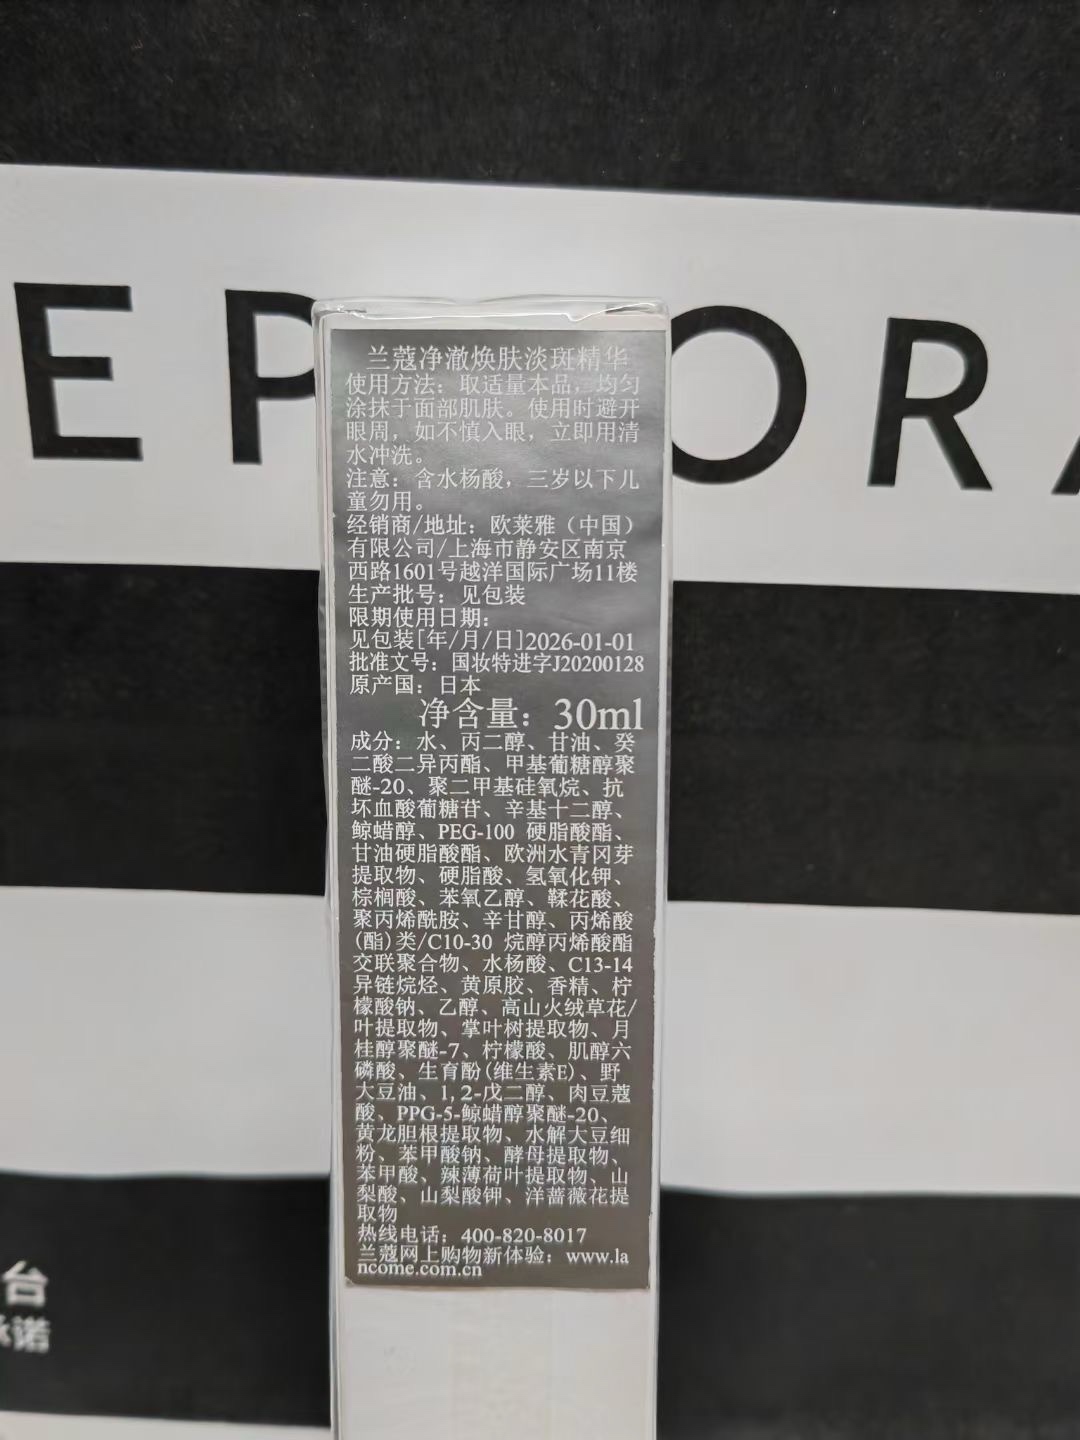 EPORA
兰蔻净澈焕肤淡斑精华
使用方法：取适量本品，均匀
涂抹于面部肌肤。使用时避开
眼周，如不慎入眼，立即用清
水冲洗。
注意：含水杨酸，三岁以下儿
童勿用。
经销商/地址：欧莱雅（中国）
有限公司/上海市静安区南京
西路1601号越洋国际广场11楼
生产批号：见包装
限期使用日期：
见包装[年/月/日]2026-01-01
批准文号：国妆特进字J20200128
原产国：日本
净含量：30ml
成分：水、丙二醇、甘油、癸
二酸二异丙酯、甲基葡糖醇聚
醚-20、聚二甲基硅氧烷、抗
坏血酸葡糖苷、辛基十二醇、
鲸蜡醇、PEG-100 硬脂酸酯、
甘油硬脂酸酯、欧洲水青冈芽
提取物、硬脂酸、氢氧化钾、
棕榈酸、苯氧乙醇、鞣花酸、
聚丙烯酰胺、辛甘醇、丙烯酸
(酯)类/C10-30 烷醇丙烯酸酯
交联聚合物、水杨酸、C13-14
异链烷烃、黄原胶、香精、柠
檬酸钠、乙醇、高山火绒草花/
叶提取物、掌叶树提取物、月
桂醇聚醚-7、柠檬酸、肌醇六
磷酸、生育酚(维生素E)、野
大豆油、1,2-戊二醇、肉豆蔻
酸、PPG-5-鲸蜡醇聚醚-20、
黄龙胆根提取物、水解大豆细
粉、苯甲酸钠、酵母提取物、
苯甲酸、辣薄荷叶提取物、山
梨酸、山梨酸钾、洋蔷薇花提
取物
热线电话：400-820-8017
兰蔻网上购物新体验：www.la
ncome.com.cn
台
承诺